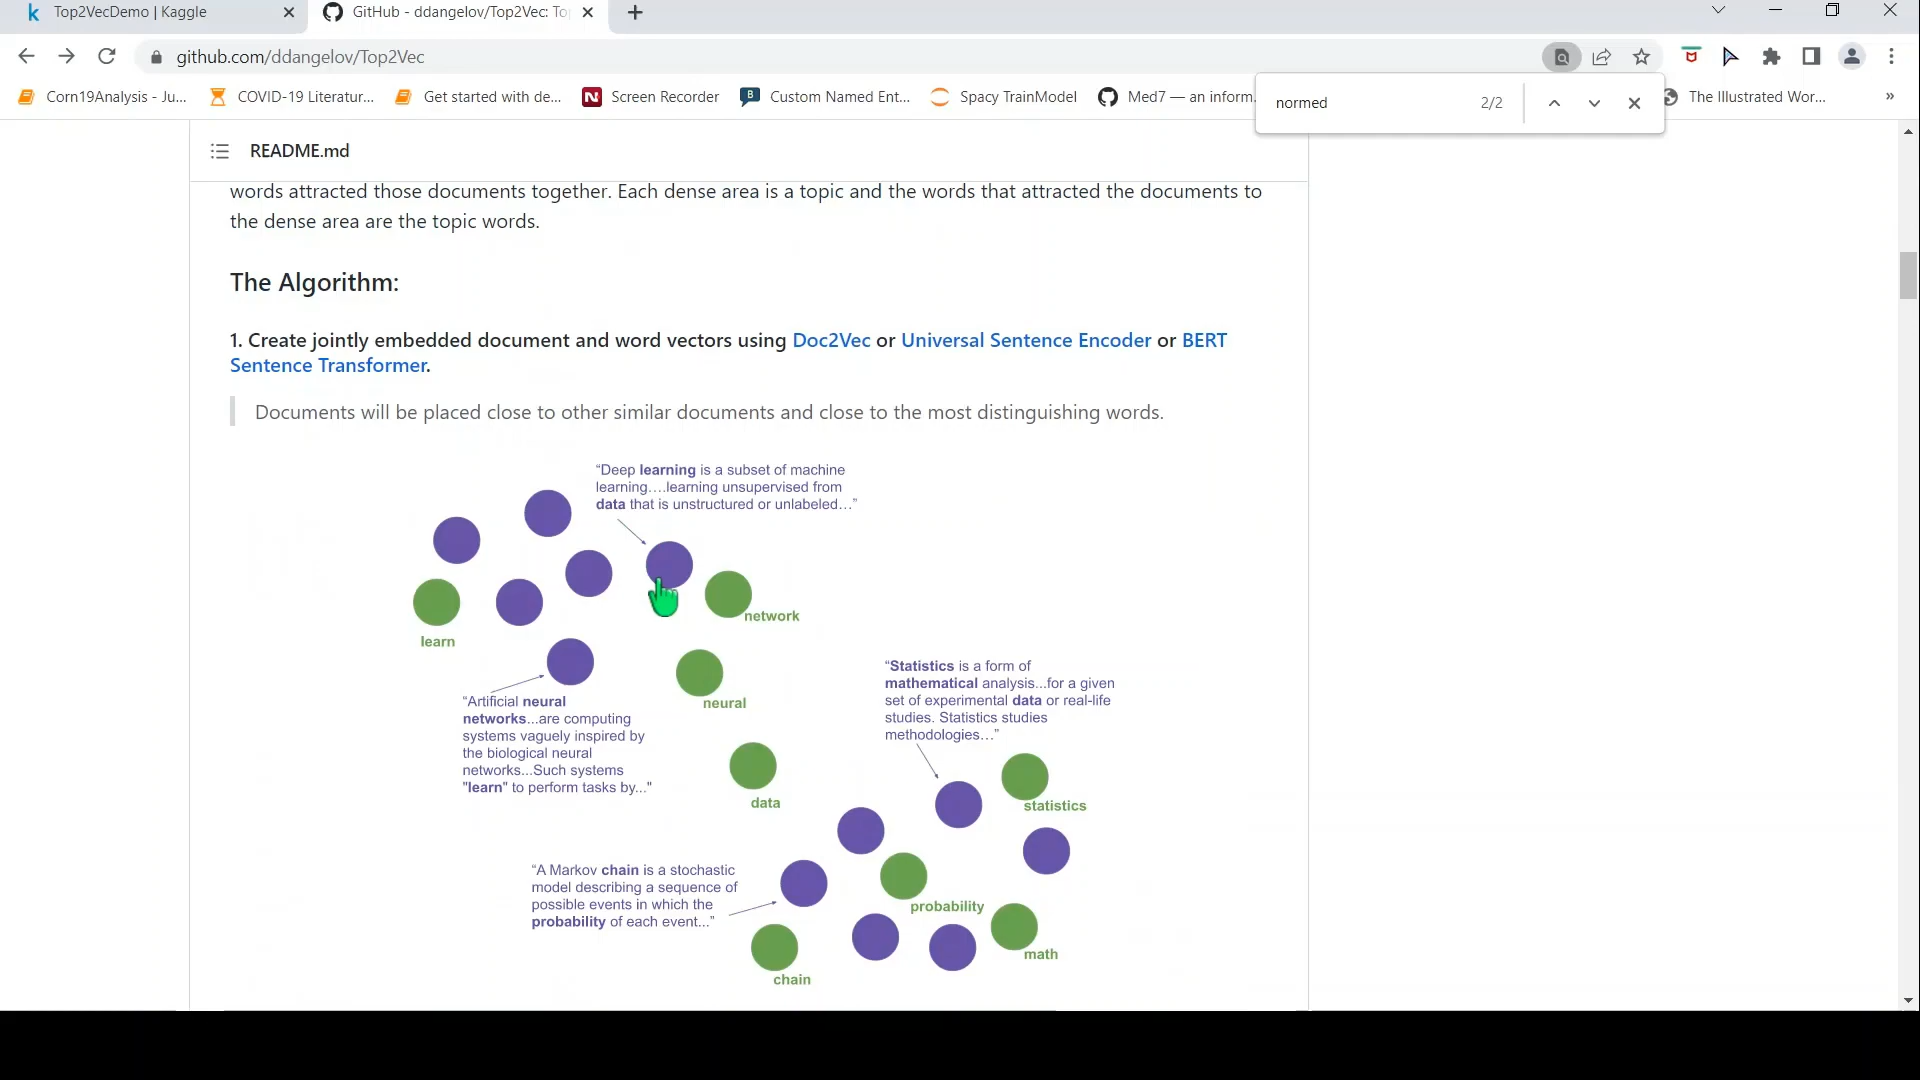 k Top2VecDemo | Kaggle
GitHub - ddangelov/Top2Vec: To
github.com/ddangelov/Top2Vec
Corn19Analysis - Ju...
COVID-19 Literatur...
Get started with de...
N Screen Recorder
B Custom Named Ent...
Spacy TrainModel
Med7 — an inform.
The Illustrated Wor...
»
normed 2/2
README.md
words attracted those documents together. Each dense area is a topic and the words that attracted the documents to
the dense area are the topic words.
The Algorithm:
1. Create jointly embedded document and word vectors using Doc2Vec or Universal Sentence Encoder or BERT
Sentence Transformer.
Documents will be placed close to other similar documents and close to the most distinguishing words.
“Deep learning is a subset of machine
learning....learning unsupervised from
data that is unstructured or unlabeled...”
network
learn
neural
“Artificial neural
networks...are computing
systems vaguely inspired by
the biological neural
networks...Such systems
"learn" to perform tasks by..."
“Statistics is a form of
mathematical analysis...for a given
set of experimental data or real-life
studies. Statistics studies
methodologies...”
data
statistics
“A Markov chain is a stochastic
model describing a sequence of
possible events in which the
probability of each event...”
probability
math
chain